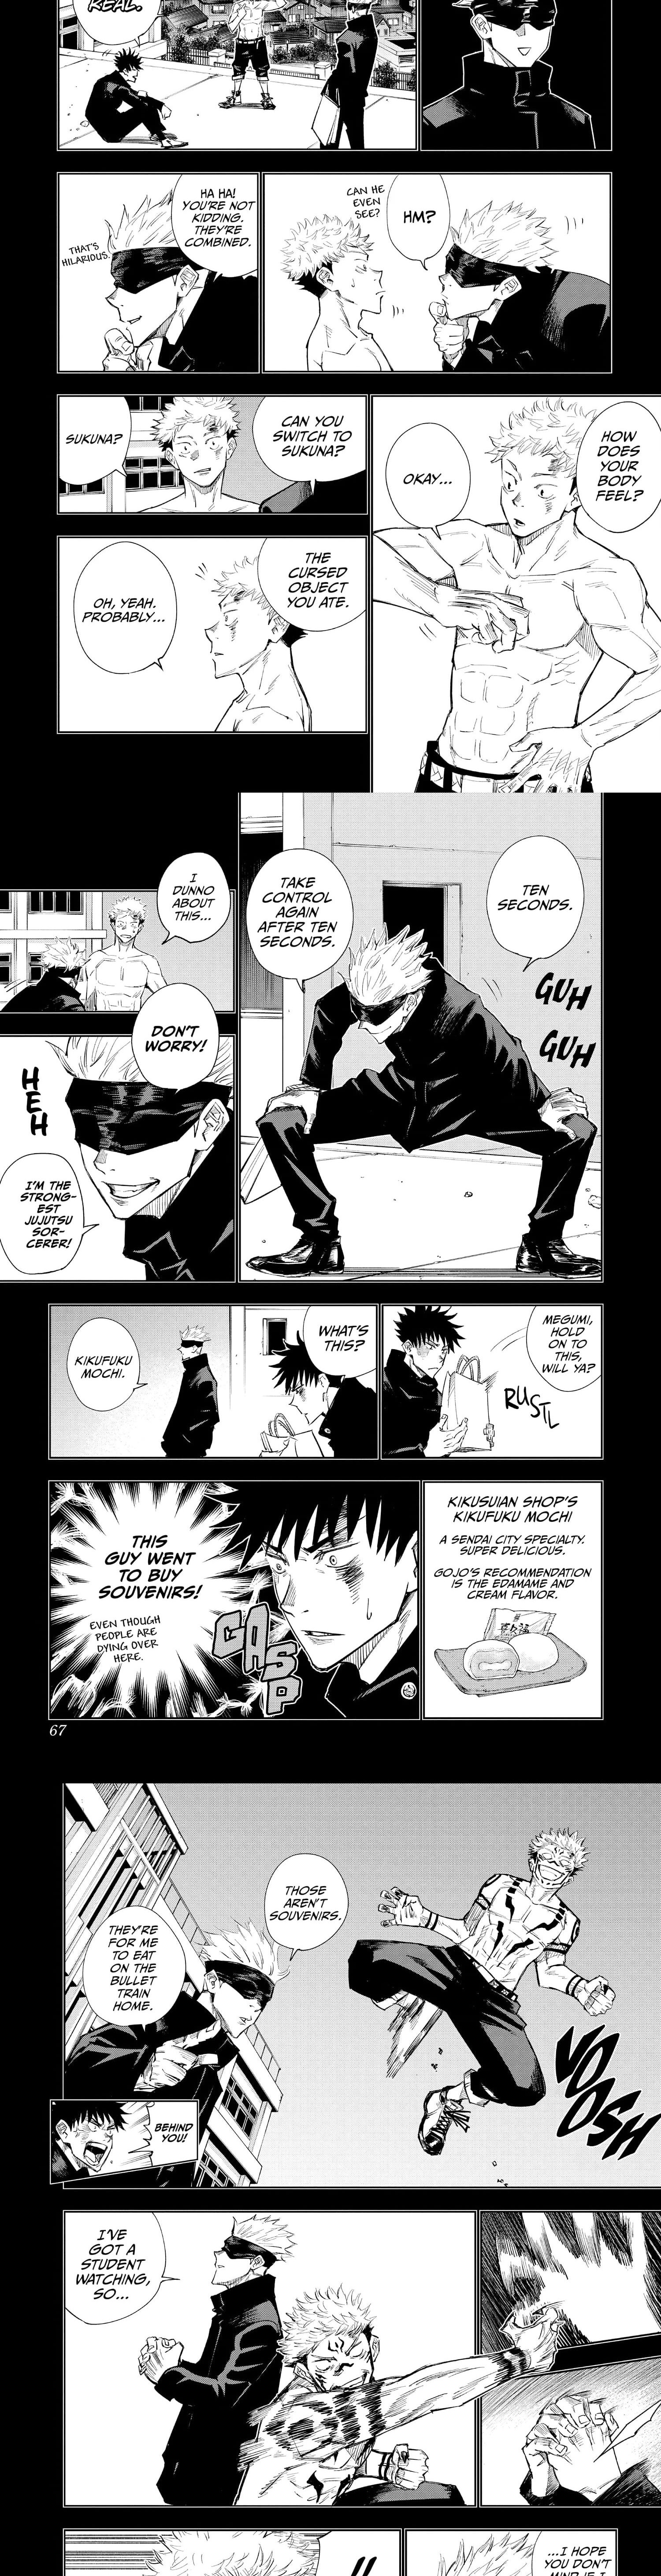 REAL.
HM?
CAN HE
EVEN
SEE?
HA HA!
YOU'RE NOT
KIDDING.
THEY'RE
COMBINED.
THAT'S
HILARIOUS.
HOW
DOES
YOUR
BODY
FEEL?
OKAY...
CAN YOU
SWITCH TO
SUKUNA?
SUKUNA?
THE
CURSED
OBJECT
YOU ATE.
OH, YEAH.
PROBABLY...
TEN
SECONDS.
GUH
GUH
TAKE
CONTROL
AGAIN
AFTER TEN
SECONDS.
I
DUNNO
ABOUT
THIS...
DON'T
WORRY!
HEH
I'M THE
STRONG-
EST
JUJUTSU
SOR-
CERER!
MEGUMI,
HOLD
ON TO
THIS,
WILL YA?
RUSTL
WHAT'S
THIS?
KIKUFUKU
MOCHI.
KIKUSUIAN SHOP'S
KIKUFUKU MOCHI
A SENDAI CITY SPECIALTY.
SUPER DELICIOUS.
GOJO'S RECOMMENDATION
IS THE EDAMAME AND
CREAM FLAVOR.
THIS
GUY WENT
TO BUY
SOUVENIRS!
EVEN THOUGH
PEOPLE ARE
DYING OVER
HERE.
GASP
67
THOSE
AREN'T
SOUVENIRS.
THEY'RE
FOR ME
TO EAT
ON THE
BULLET
TRAIN
HOME.
VOOSH
BEHIND
YOU!
I'VE
GOT A
STUDENT
WATCHING,
SO...
...I HOPE
YOU DON'T
MIND IF I
!!